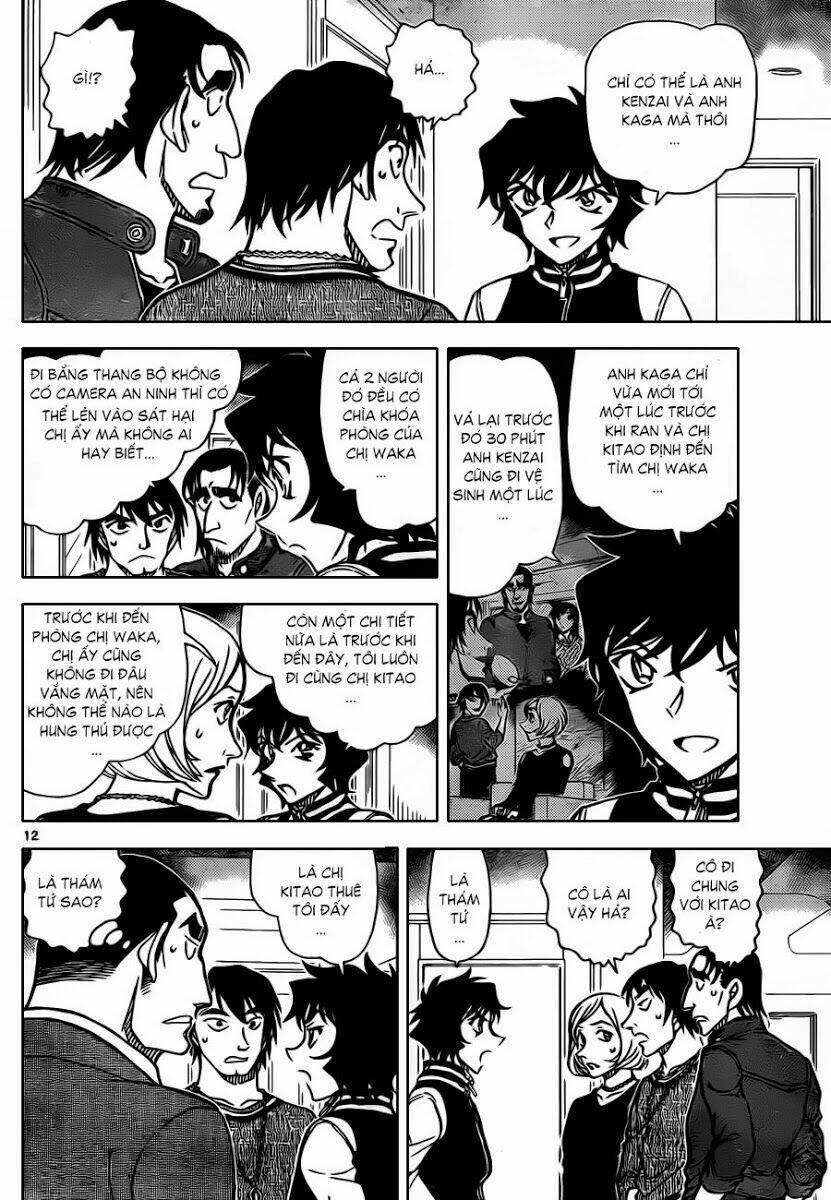 CHỈ CÓ THỂ LÀ ANH
KENZAI VÀ ANH
KAGA MÀ THÔI
...
HẢ...
GÌ!?
ANH KAGA CHỈ
VỪA MỚI TỚI
MỘT LÚC TRƯỚC
KHI RAN VÀ CHỊ
KITAO ĐỊNH ĐẾN
TÌM CHỊ WAKA
...
VẢ LẠI TRƯỚC
ĐÓ 30 PHÚT
ANH KENZAI
CŨNG ĐI VỆ
SINH MỘT LÚC
...
CẢ 2 NGƯỜI
ĐÓ ĐỀU CÓ
CHÌA KHÓA
PHÒNG CỦA
CHỊ WAKA
...
ĐI BẰNG THANG BỘ KHÔNG
CÓ CAMERA AN NINH THÌ CÓ
THỂ LẺN VÀO SÁT HẠI
CHỊ ẤY MÀ KHÔNG AI
HAY BIẾT...
CÒN MỘT CHI TIẾT
NỮA LÀ TRƯỚC KHI
ĐẾN ĐÂY, TÔI LUÔN
ĐI CÙNG CHỊ KITAO
...
TRƯỚC KHI ĐẾN
PHÒNG CHỊ WAKA,
CHỊ ẤY CŨNG
KHÔNG ĐI ĐÂU
VẮNG MẶT, NÊN
KHÔNG THỂ NÀO LÀ
HUNG THỦ ĐƯỢC
...
12
CÔ ĐI
CHUNG
VỚI KITAO
À?
CÔ LÀ AI
VẬY HẢ?
LÀ
THÁM
TỬ
...
LÀ CHỊ
KITAO THUÊ
TÔI ĐẤY
LÀ THÁM
TỬ SAO?